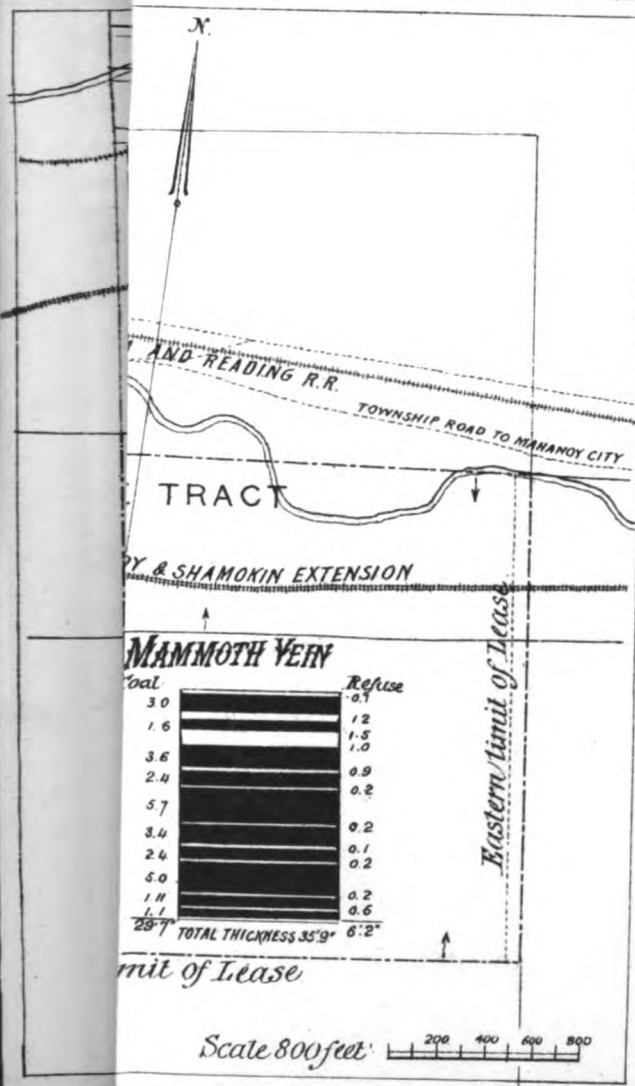 N.
AND READING R.R.
TOWNSHIP ROAD TO MAHANOY CITY
TRACT
& SHAMOKIN EXTENSION
Eastern limit of Lease
MAMMOTH VEIN
oal Refuse
3.0 0.7
1.6 1.2
1.5
1.0
3.6 0.9
2.4 0.2
5.7
3.4 0.2
2.4 0.1
0.2
5.0
1.11 0.2
1.1 0.6
29'7" TOTAL THICKNESS 35'9" 6'2"
mit of Lease
Scale 800 feet
200 400 600 800